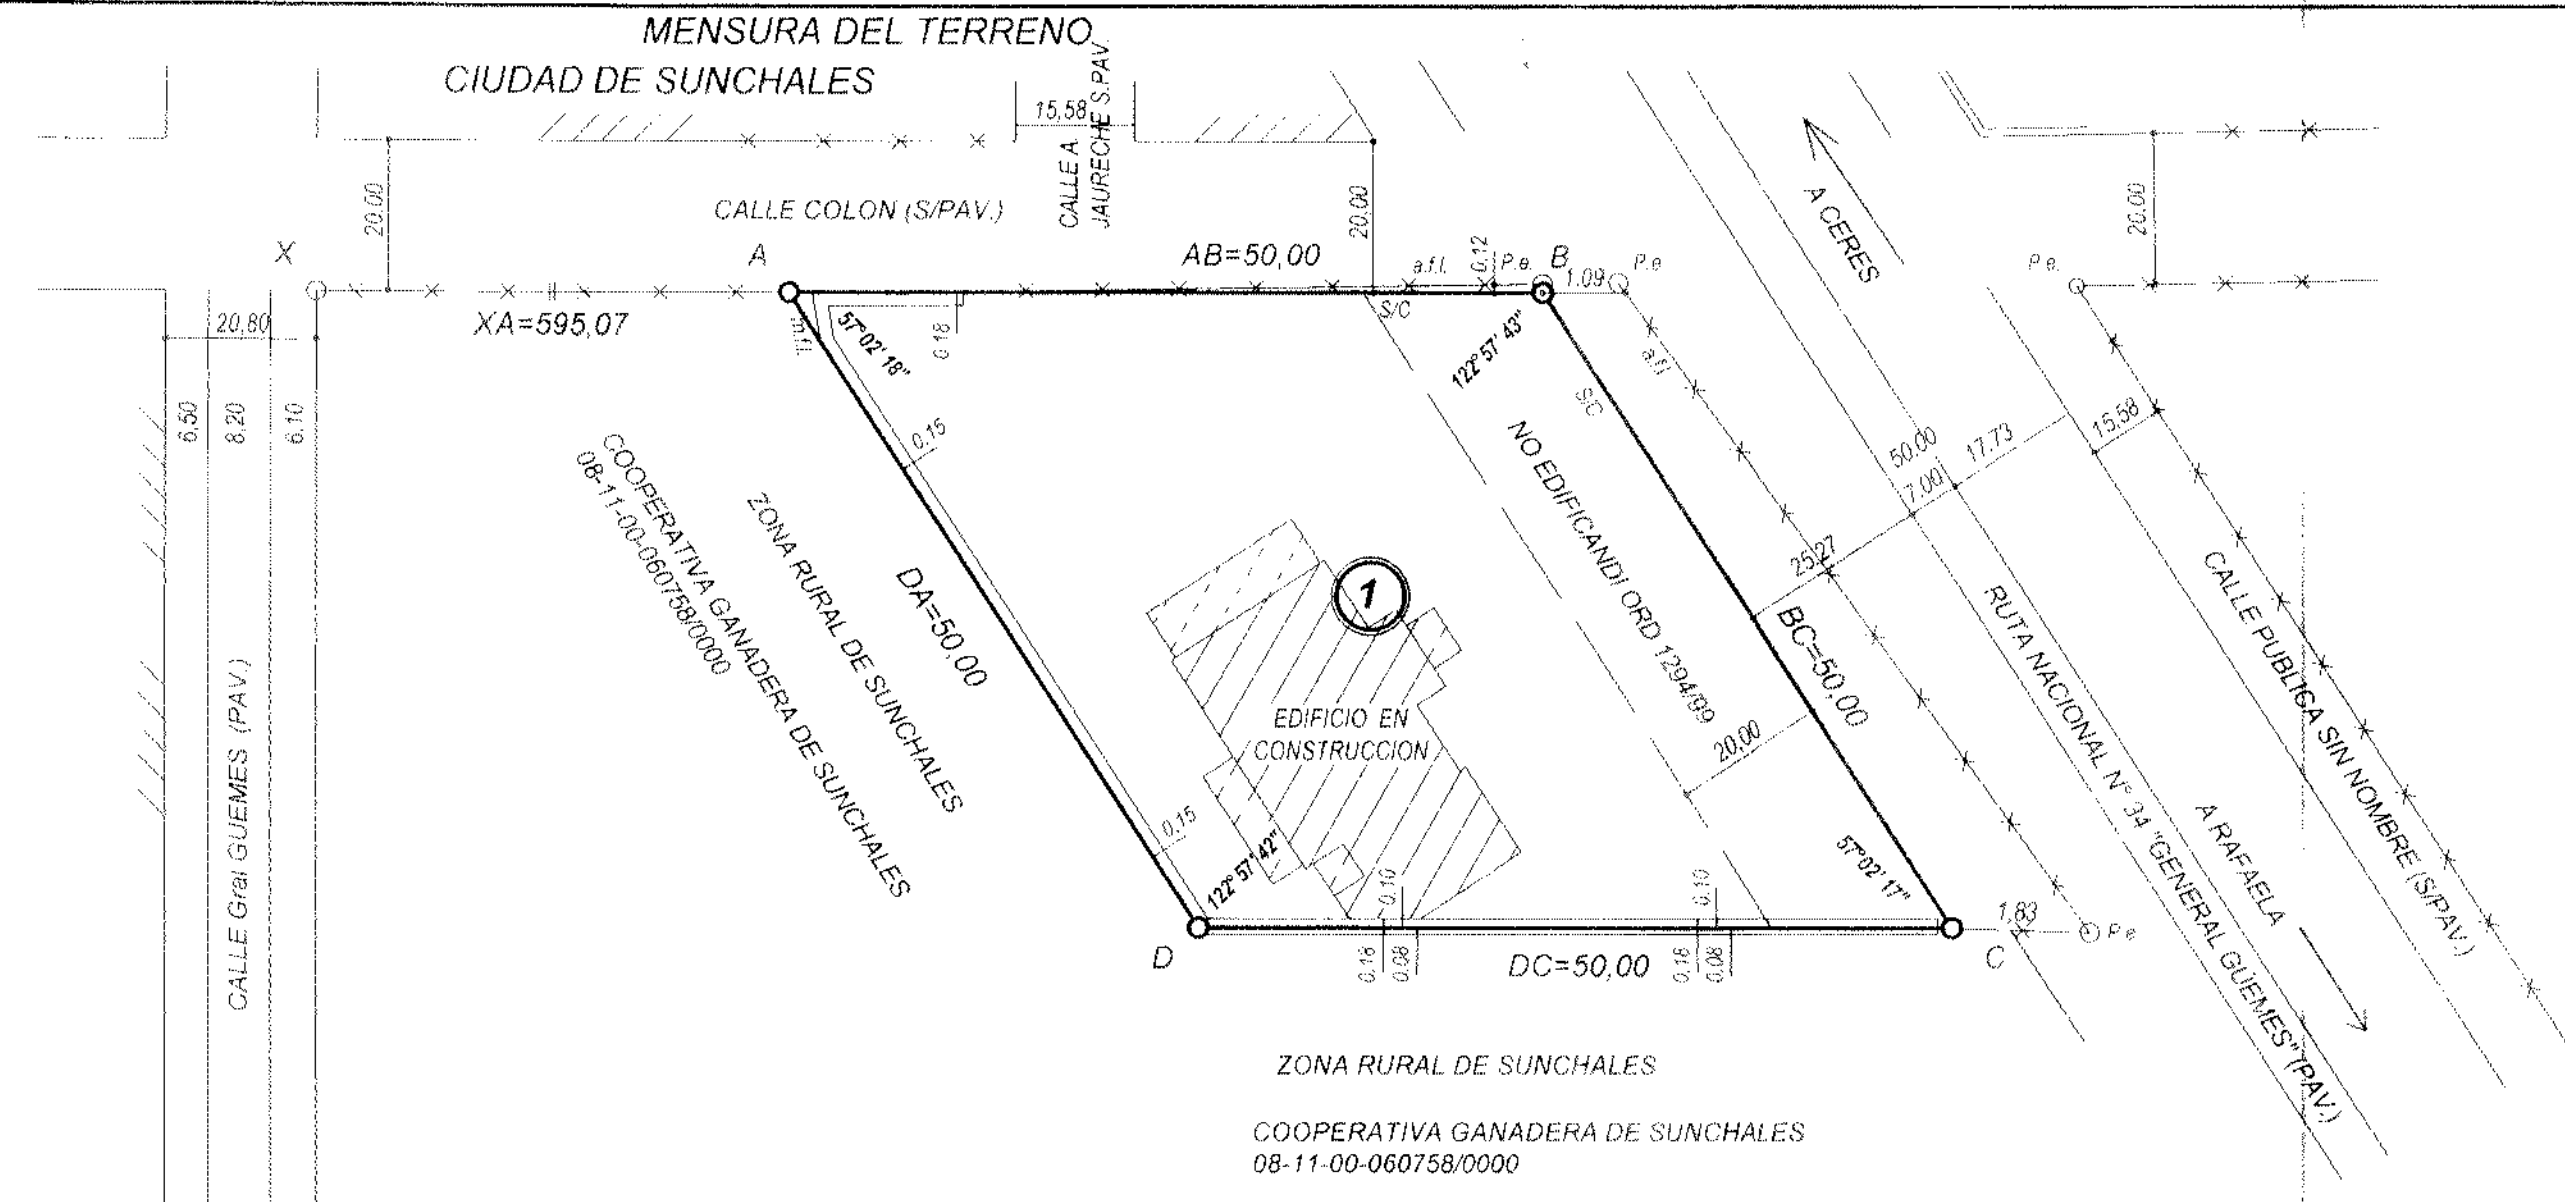 MENSURA DEL TERRENO
CIUDAD DE SUNCHALES
15,58
CALLE A.
JAURECHE S.PAV.
20.00
CALLE COLON (S/PAV.)
20,00
A CERES
20.00
X
A
AB=50,00
a.f.l.
0,12
P.e.
B
1.09
P.e
P e.
XA=595,07
20,80
m.f.l.
57°02' 18"
0 18
S/C
122° 57' 43"
SC
a.f.l
6,50
8,20
6.10
0,15
COOPERATIVA GANADERA DE SUNCHALES
08-11-00-060758/0000
ZONA RURAL DE SUNCHALES
DA=50,00
1
NO EDIFICANDI ORD 1294/99
50.00
17.73
7.00
15,58
25,27
BC=50,00
20,00
RUTA NACIONAL N° 34 "GENERAL GÜEMES" (PAV.)
CALLE PUBLICA SIN NOMBRE (S/PAV.)
A RAFAELA
CALLE Gral GUEMES (PAV.)
EDIFICIO EN
CONSTRUCCION
0,15
122° 57' 42"
0,10
0,10
57°02' 17"
1,83
P e
D
0.16
0.08
DC=50,00
0.18
0.08
C
ZONA RURAL DE SUNCHALES
COOPERATIVA GANADERA DE SUNCHALES
08-11-00-060758/0000